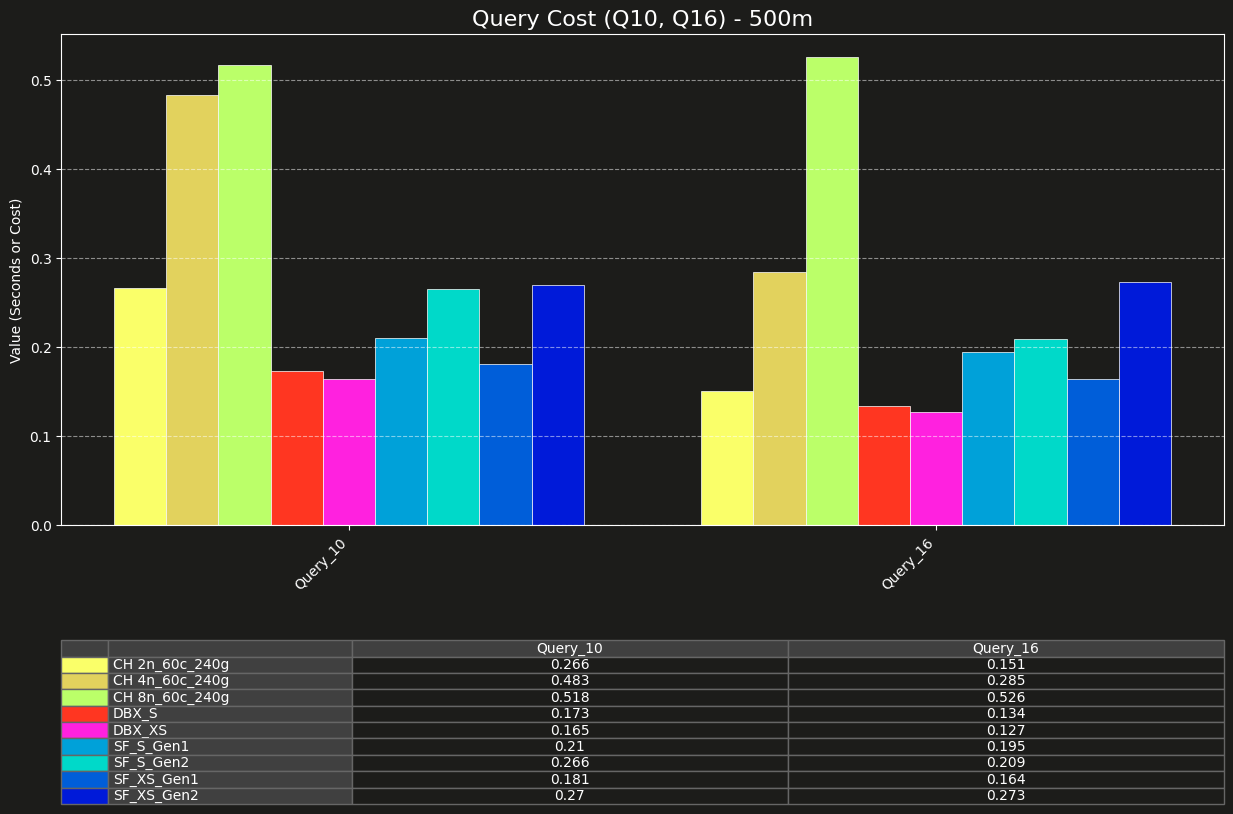 Query Cost (Q10, Q16) - 500m
Value (Seconds or Cost)
0.5
0.4
0.3
0.2
0.1
0.0
Query_10 Query_16
Query_10 Query_16
CH 2n_60c_240g 0.266 0.151
CH 4n_60c_240g 0.483 0.285
CH 8n_60c_240g 0.518 0.526
DBX_S 0.173 0.134
DBX_XS 0.165 0.127
SF_S_Gen1 0.21 0.195
SF_S_Gen2 0.266 0.209
SF_XS_Gen1 0.181 0.164
SF_XS_Gen2 0.27 0.273